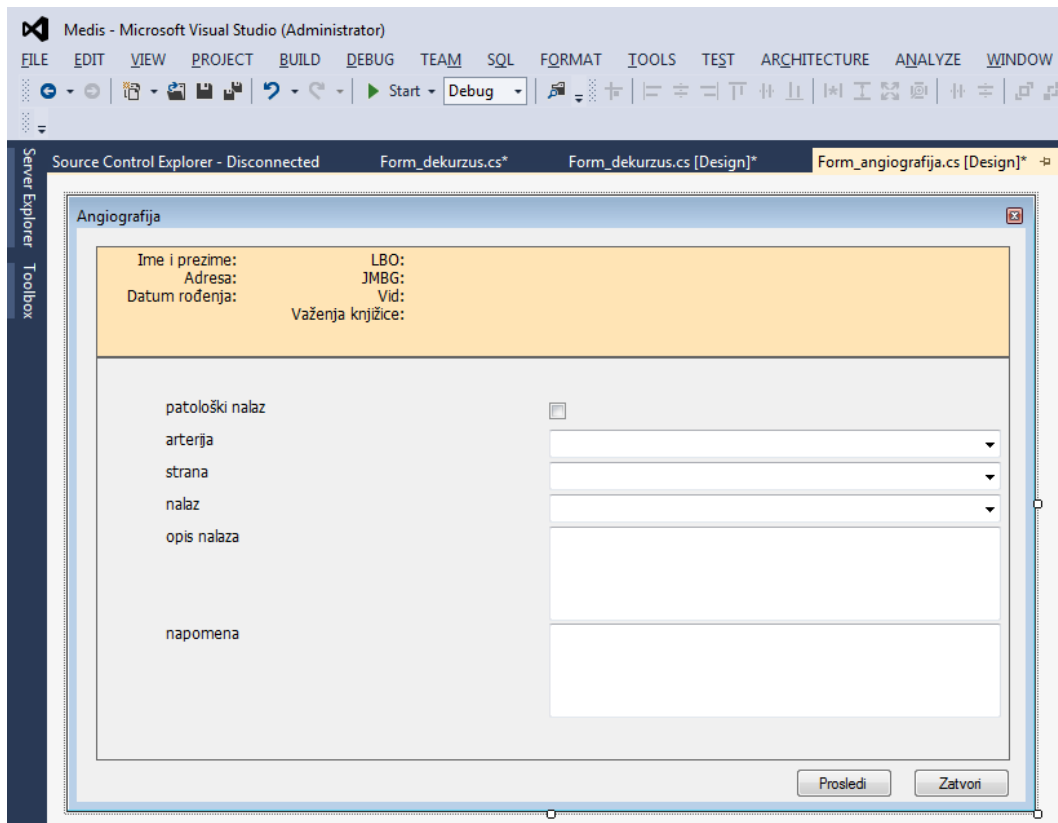 Medis - Microsoft Visual Studio (Administrator)
FILE EDIT VIEW PROJECT BUILD DEBUG TEAM SQL FORMAT TOOLS TEST ARCHITECTURE ANALYZE WINDOW
Start Debug
Server Explorer
Toolbox
Source Control Explorer - Disconnected Form_dekurzus.cs* Form_dekurzus.cs [Design]* Form_angiografija.cs [Design]*
Angiografija
Ime i prezime: LBO:
Adresa: JMBG:
Datum rođenja: Vid:
Važenja knjižice:
patološki nalaz
arterija
strana
nalaz
opis nalaza
napomena
Prosledi Zatvori